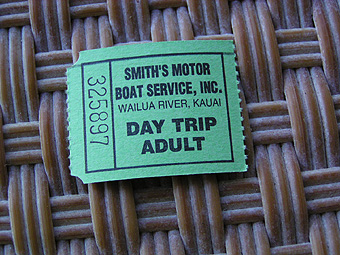 325897
SMITH'S MOTOR
BOAT SERVICE, INC.
WAILUA RIVER, KAUAI
DAY TRIP
ADULT